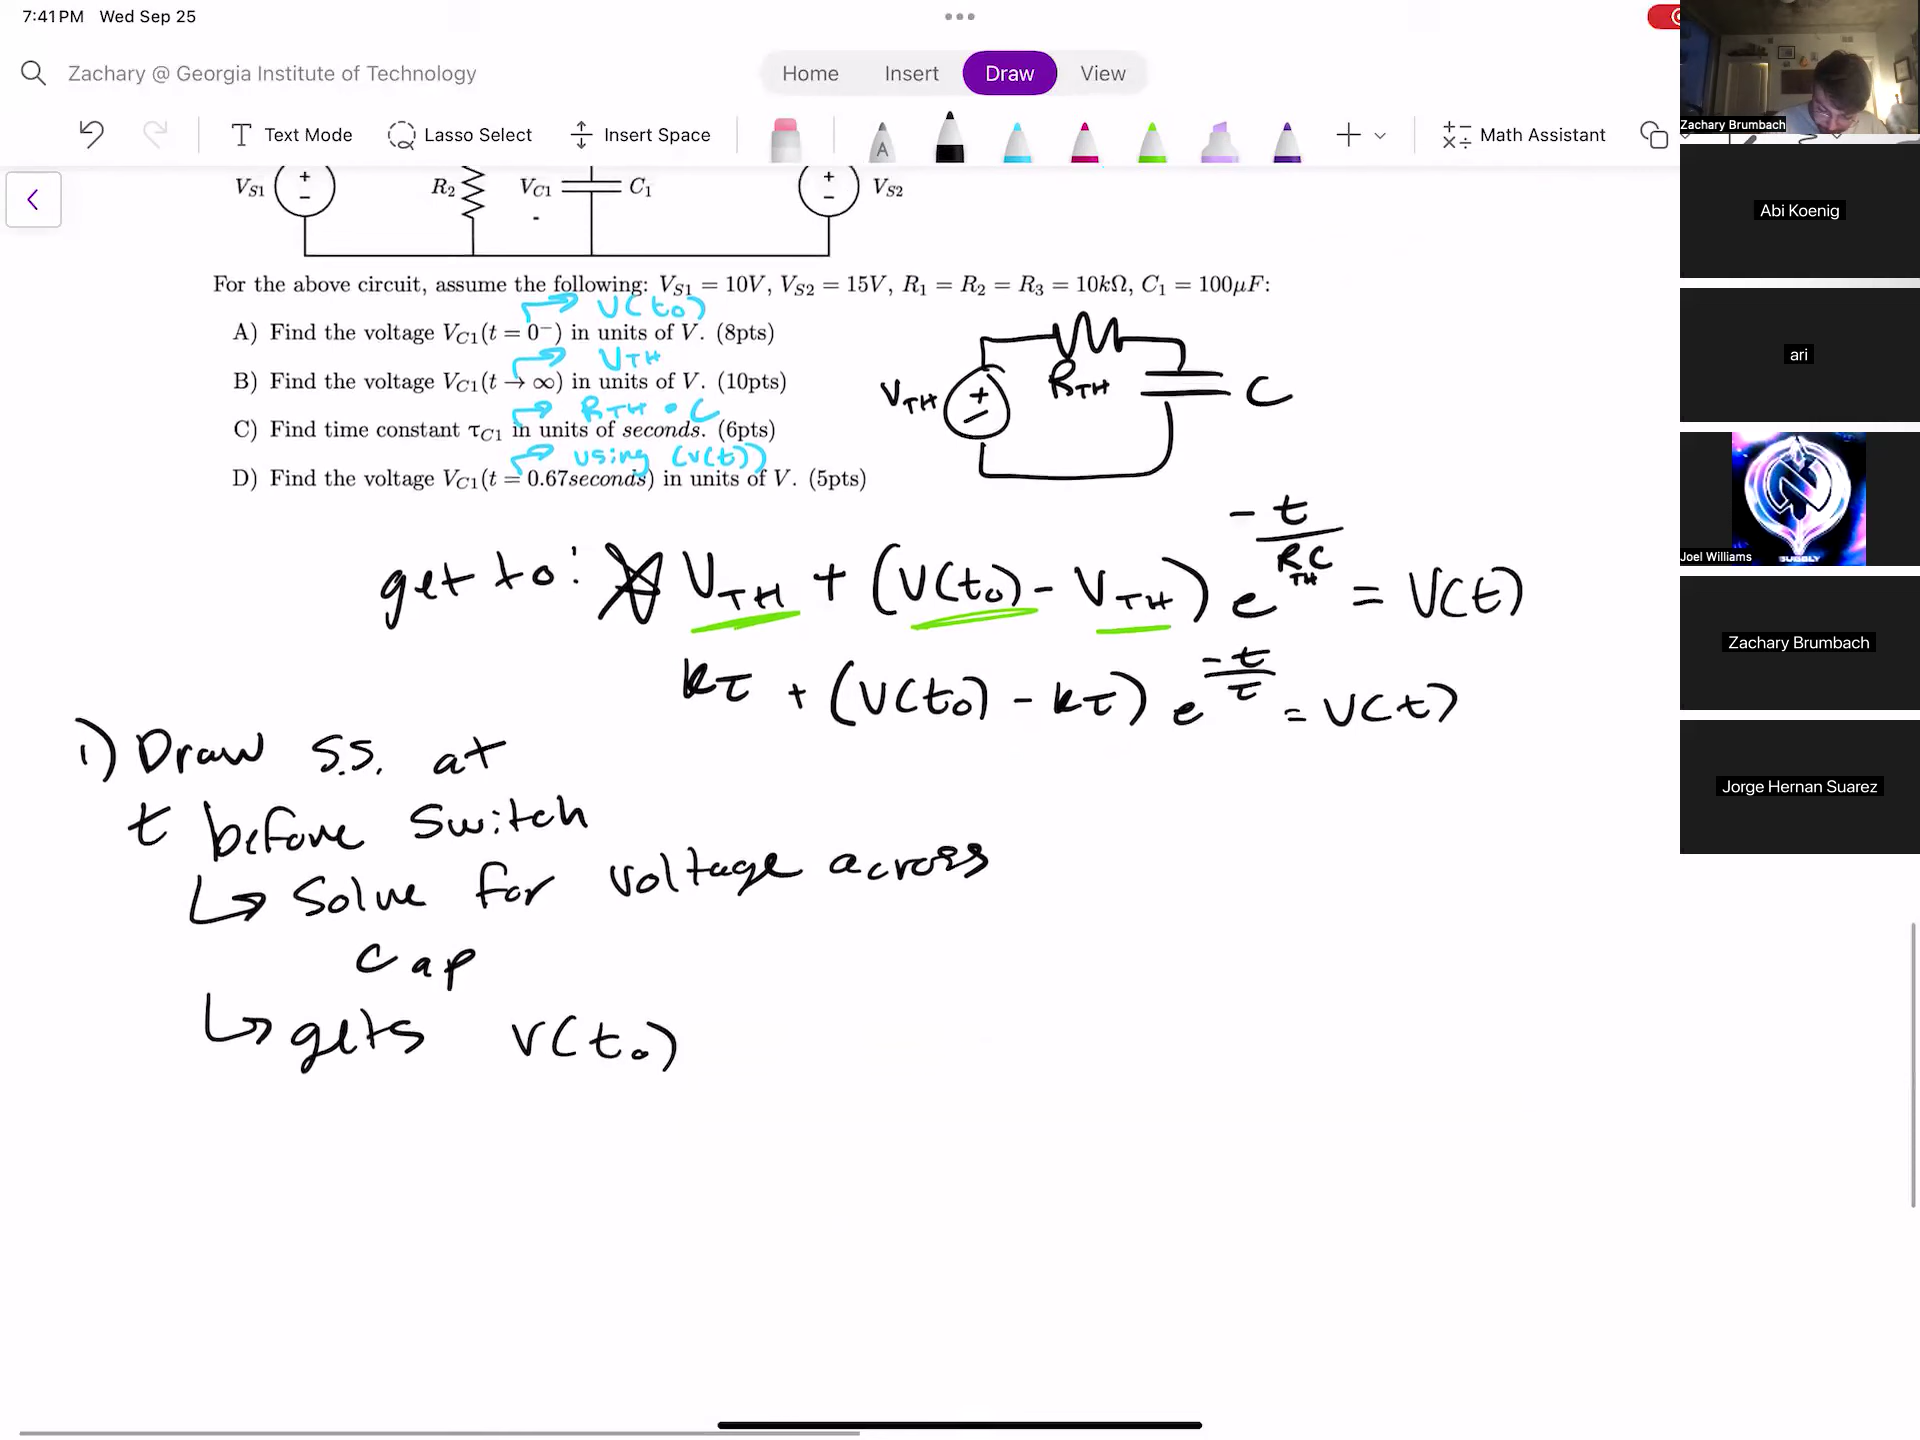 7:41 PM Wed Sep 25
Zachary @ Georgia Institute of Technology
Home Insert Draw View
Text Mode Lasso Select Insert Space A Math Assistant
Zachary Brumbach
V_S1 + − R_2 V_C1 - C_1 + − V_S2
For the above circuit, assume the following: V_S1 = 10V, V_S2 = 15V, R_1 = R_2 = R_3 = 10kΩ, C_1 = 100μF:
→ V(t_0)
A) Find the voltage V_C1(t = 0⁻) in units of V. (8pts)
→ V_TH
B) Find the voltage V_C1(t → ∞) in units of V. (10pts)
→ R_TH • C
C) Find time constant τ_C1 in units of seconds. (6pts)
→ using (v(t))
D) Find the voltage V_C1(t = 0.67seconds) in units of V. (5pts)
V_TH + − R_TH C
get to: ☆ V_TH + (V(t_0) - V_TH) e^(-t/(R_TH C)) = V(t)
kτ + (V(t_0) - kτ) e^(-t/τ) = V(t)
1) Draw S.S. at
t before switch
↳ Solve for voltage across
cap
↳ gets v(t_0)
Abi Koenig
ari
Joel Williams
Zachary Brumbach
Jorge Hernan Suarez